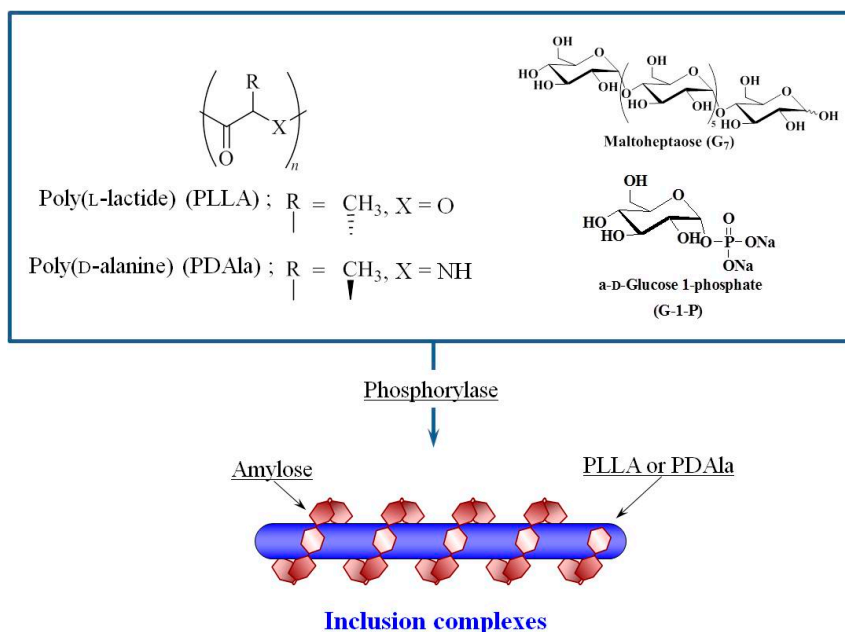 R
X
O
n
Poly(L-lactide) (PLLA) ; R = CH3, X = O
Poly(D-alanine) (PDAla) ; R = CH3, X = NH
OH
O
HO
HO
OH
O
OH
O
HO
OH
O
5
OH
O
HO
OH
OH
Maltoheptaose (G7)
OH
O
HO
HO
OH
O
O
P
ONa
ONa
a-D-Glucose 1-phosphate
(G-1-P)
Phosphorylase
Amylose
PLLA or PDAla
Inclusion complexes